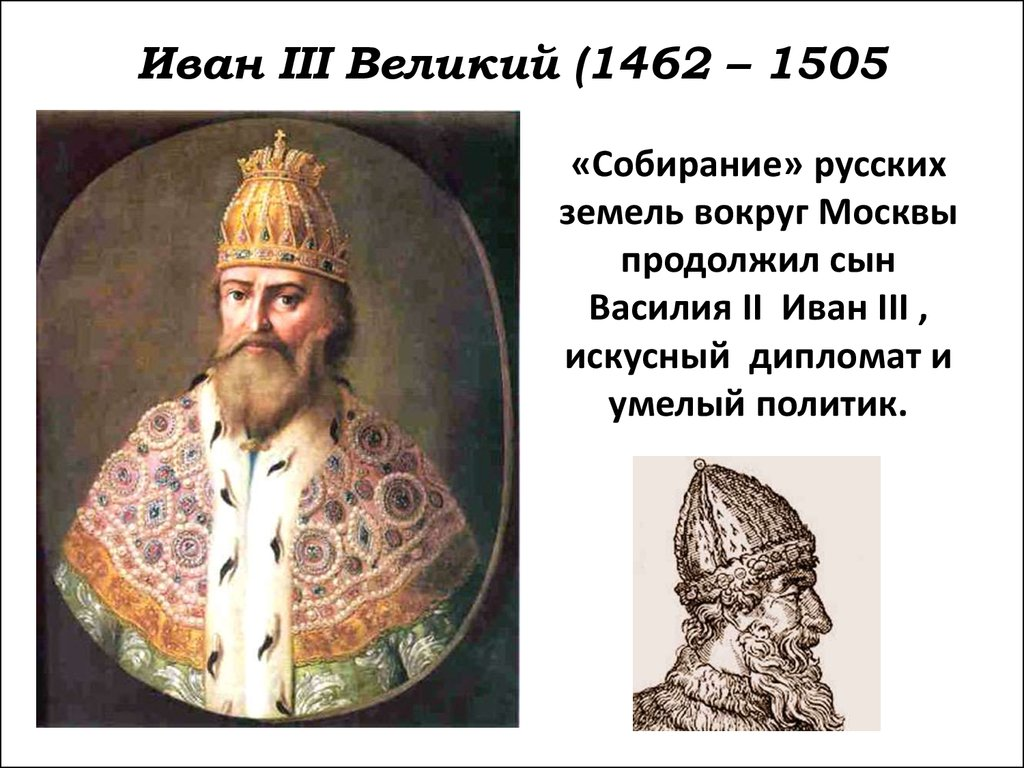 Иван III Великий (1462 – 1505
«Собирание» русских
земель вокруг Москвы
продолжил сын
Василия II  Иван III ,
искусный  дипломат и
умелый политик.